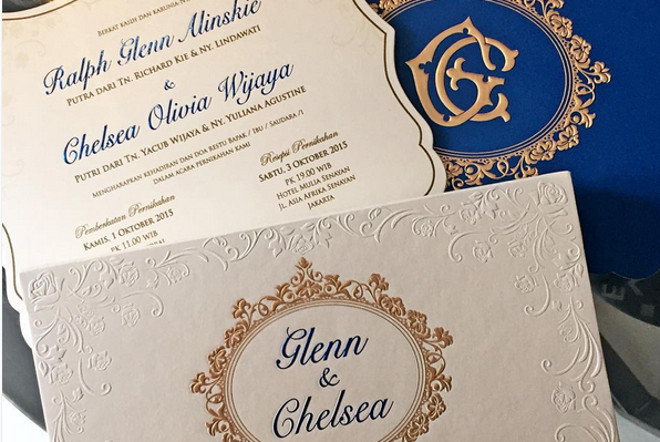 Berkat kasih dan karunia
Ralph Glenn Alinskie
Putra dari Tn. Richard Kie & Ny. Lindawati
&
Chelsea Olivia Wijaya
Putri dari Tn. Yacub Wijaya & Ny. Yuliana Agustine
Mengharapkan kehadiran dan doa restu Bapak / Ibu / Saudara/i
dalam acara pernikahan kami
Pemberkatan Pernikahan
Kamis, 1 Oktober 2015
PK 11.00 WIB
Resepsi Pernikahan
Sabtu, 3 Oktober 2015
PK 19.00 WIB
Hotel Mulia Senayan
Jl. Asia Afrika Senayan
Jakarta
Glenn
&
Chelsea